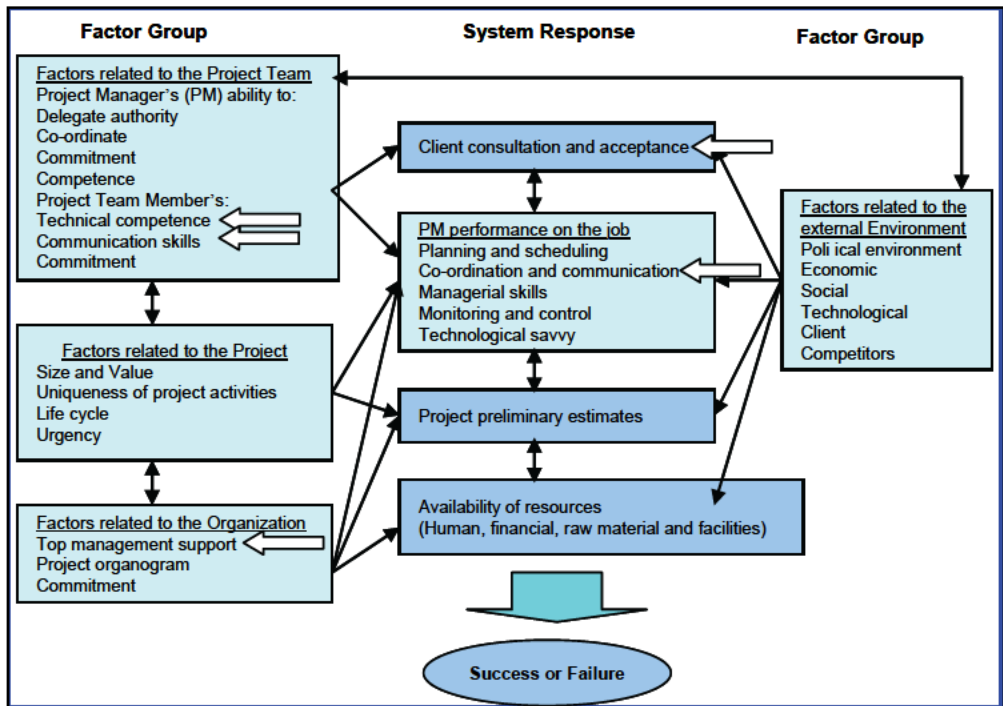 Factor Group
System Response
Factor Group
Factors related to the Project Team
Project Manager's (PM) ability to:
Delegate authority
Co-ordinate
Commitment
Competence
Project Team Member's:
Technical competence
Communication skills
Commitment
Factors related to the Project
Size and Value
Uniqueness of project activities
Life cycle
Urgency
Factors related to the Organization
Top management support
Project organogram
Commitment
Client consultation and acceptance
PM performance on the job
Planning and scheduling
Co-ordination and communication
Managerial skills
Monitoring and control
Technological savvy
Project preliminary estimates
Availability of resources
(Human, financial, raw material and facilities)
Success or Failure
Factors related to the
external Environment
Poli ical environment
Economic
Social
Technological
Client
Competitors